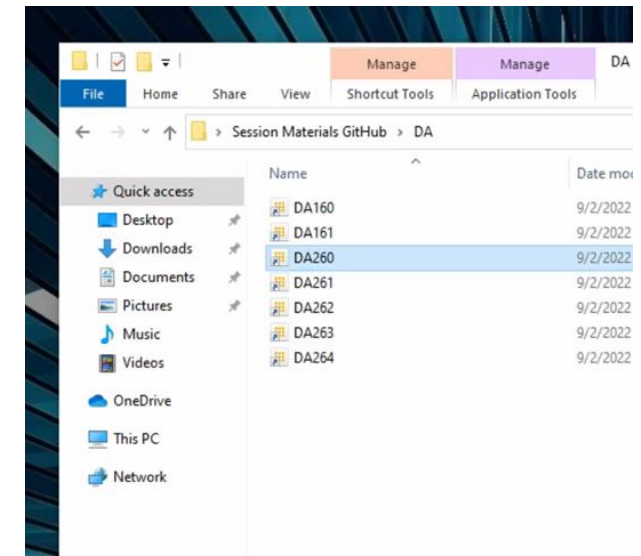 Manage Manage DA
File Home Share View Shortcut Tools Application Tools
Session Materials GitHub › DA
Name Date mod
Quick access
Desktop
Downloads
Documents
Pictures
Music
Videos
OneDrive
This PC
Network
DA160 9/2/2022
DA161 9/2/2022
DA260 9/2/2022
DA261 9/2/2022
DA262 9/2/2022
DA263 9/2/2022
DA264 9/2/2022